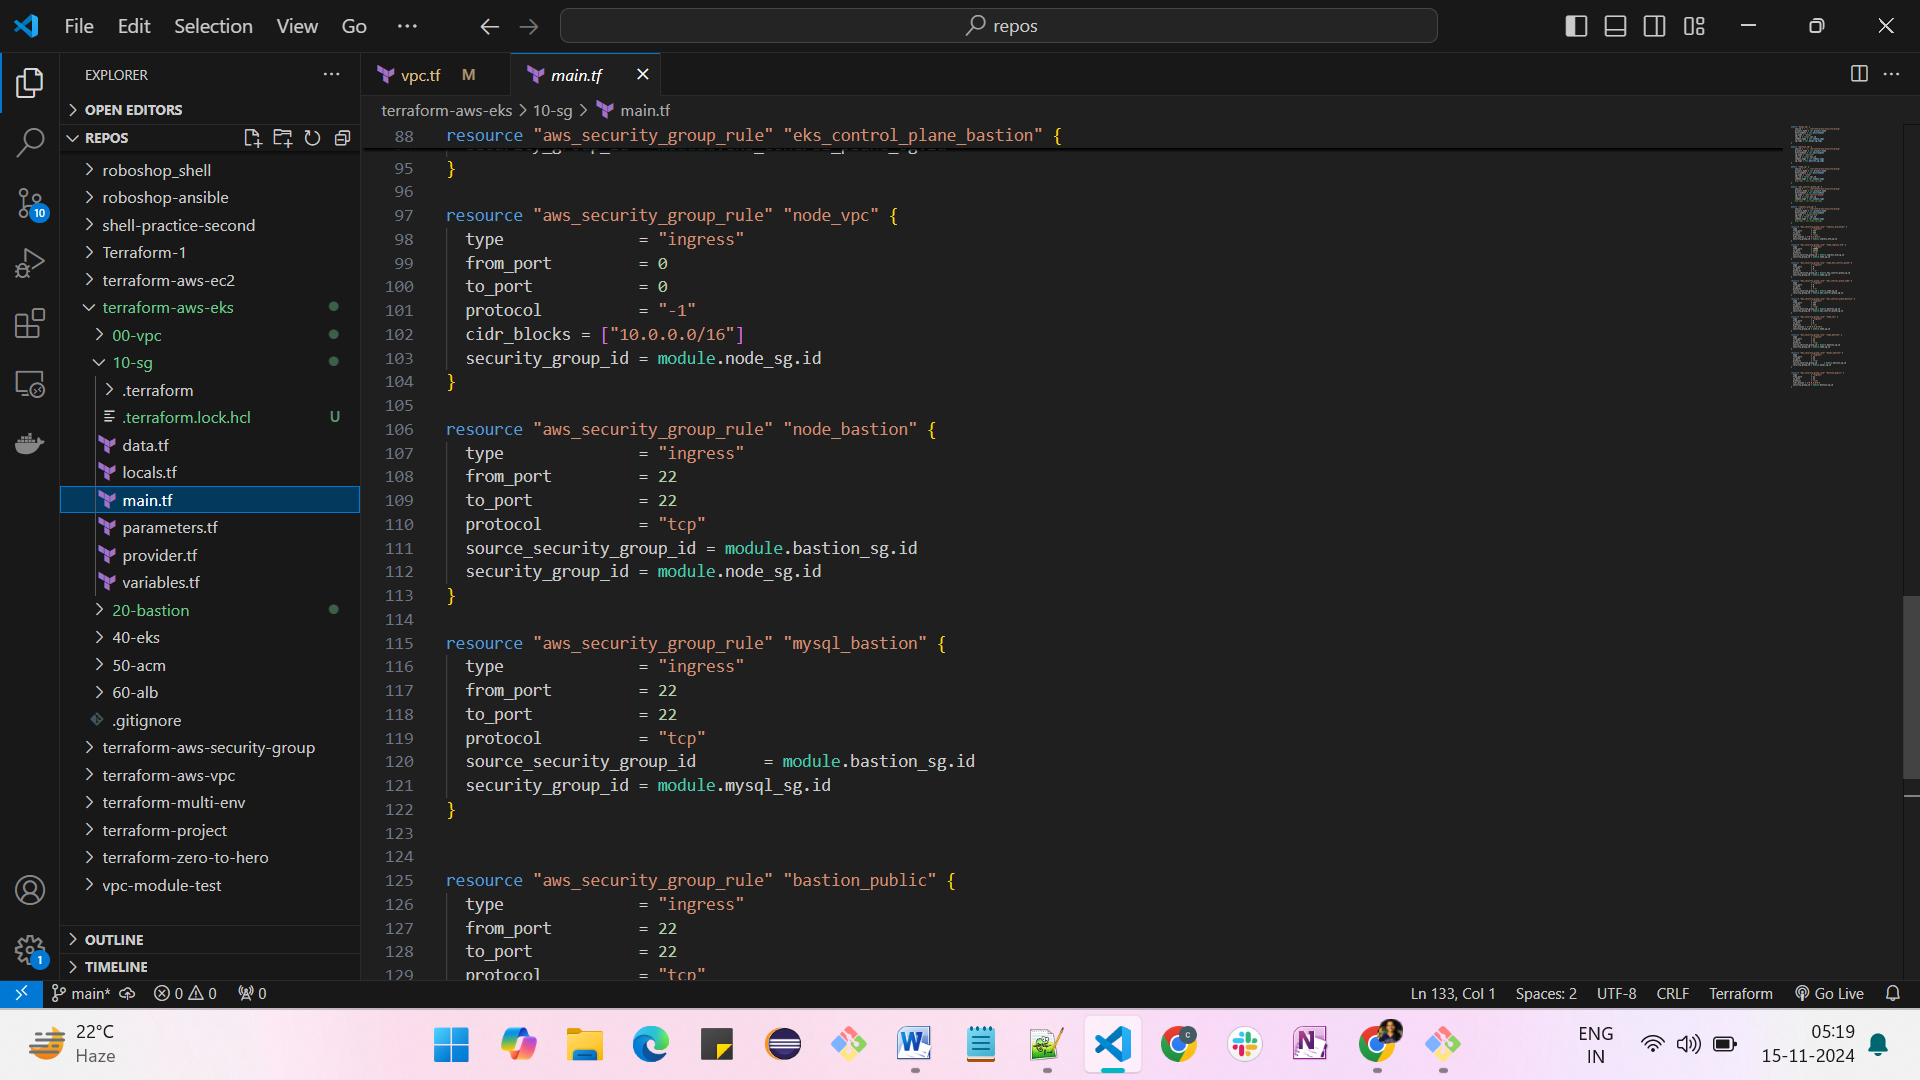 File Edit Selection View Go ··· repos
EXPLORER ···
OPEN EDITORS
REPOS
roboshop_shell
roboshop-ansible
shell-practice-second
Terraform-1
terraform-aws-ec2
terraform-aws-eks
00-vpc
10-sg
.terraform
.terraform.lock.hcl U
data.tf
locals.tf
main.tf
parameters.tf
provider.tf
variables.tf
20-bastion
40-eks
50-acm
60-alb
.gitignore
terraform-aws-security-group
terraform-aws-vpc
terraform-multi-env
terraform-project
terraform-zero-to-hero
vpc-module-test
OUTLINE
TIMELINE
10
1
vpc.tf M main.tf
terraform-aws-eks > 10-sg > main.tf
88 resource "aws_security_group_rule" "eks_control_plane_bastion" {
95 }
96
97 resource "aws_security_group_rule" "node_vpc" {
98 type = "ingress"
99 from_port = 0
100 to_port = 0
101 protocol = "-1"
102 cidr_blocks = ["10.0.0.0/16"]
103 security_group_id = module.node_sg.id
104 }
105
106 resource "aws_security_group_rule" "node_bastion" {
107 type = "ingress"
108 from_port = 22
109 to_port = 22
110 protocol = "tcp"
111 source_security_group_id = module.bastion_sg.id
112 security_group_id = module.node_sg.id
113 }
114
115 resource "aws_security_group_rule" "mysql_bastion" {
116 type = "ingress"
117 from_port = 22
118 to_port = 22
119 protocol = "tcp"
120 source_security_group_id = module.bastion_sg.id
121 security_group_id = module.mysql_sg.id
122 }
123
124
125 resource "aws_security_group_rule" "bastion_public" {
126 type = "ingress"
127 from_port = 22
128 to_port = 22
129 protocol = "tcp"
main* 0 0 0 Ln 133, Col 1 Spaces: 2 UTF-8 CRLF Terraform Go Live
22°C
Haze
ENG
IN
05:19
15-11-2024